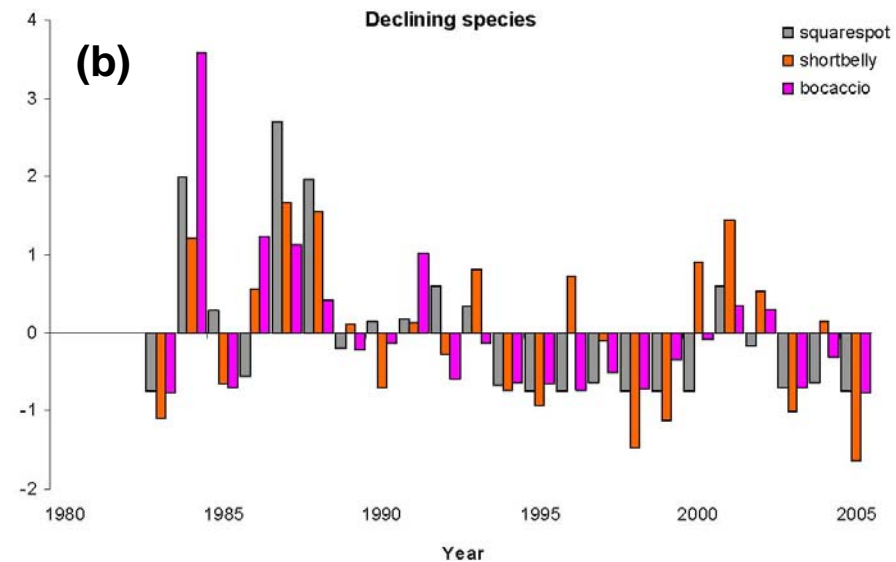 Declining species
(b)
squarespot
shortbelly
bocaccio
4
3
2
1
0
-1
-2
1980 1985 1990 1995 2000 2005
Year